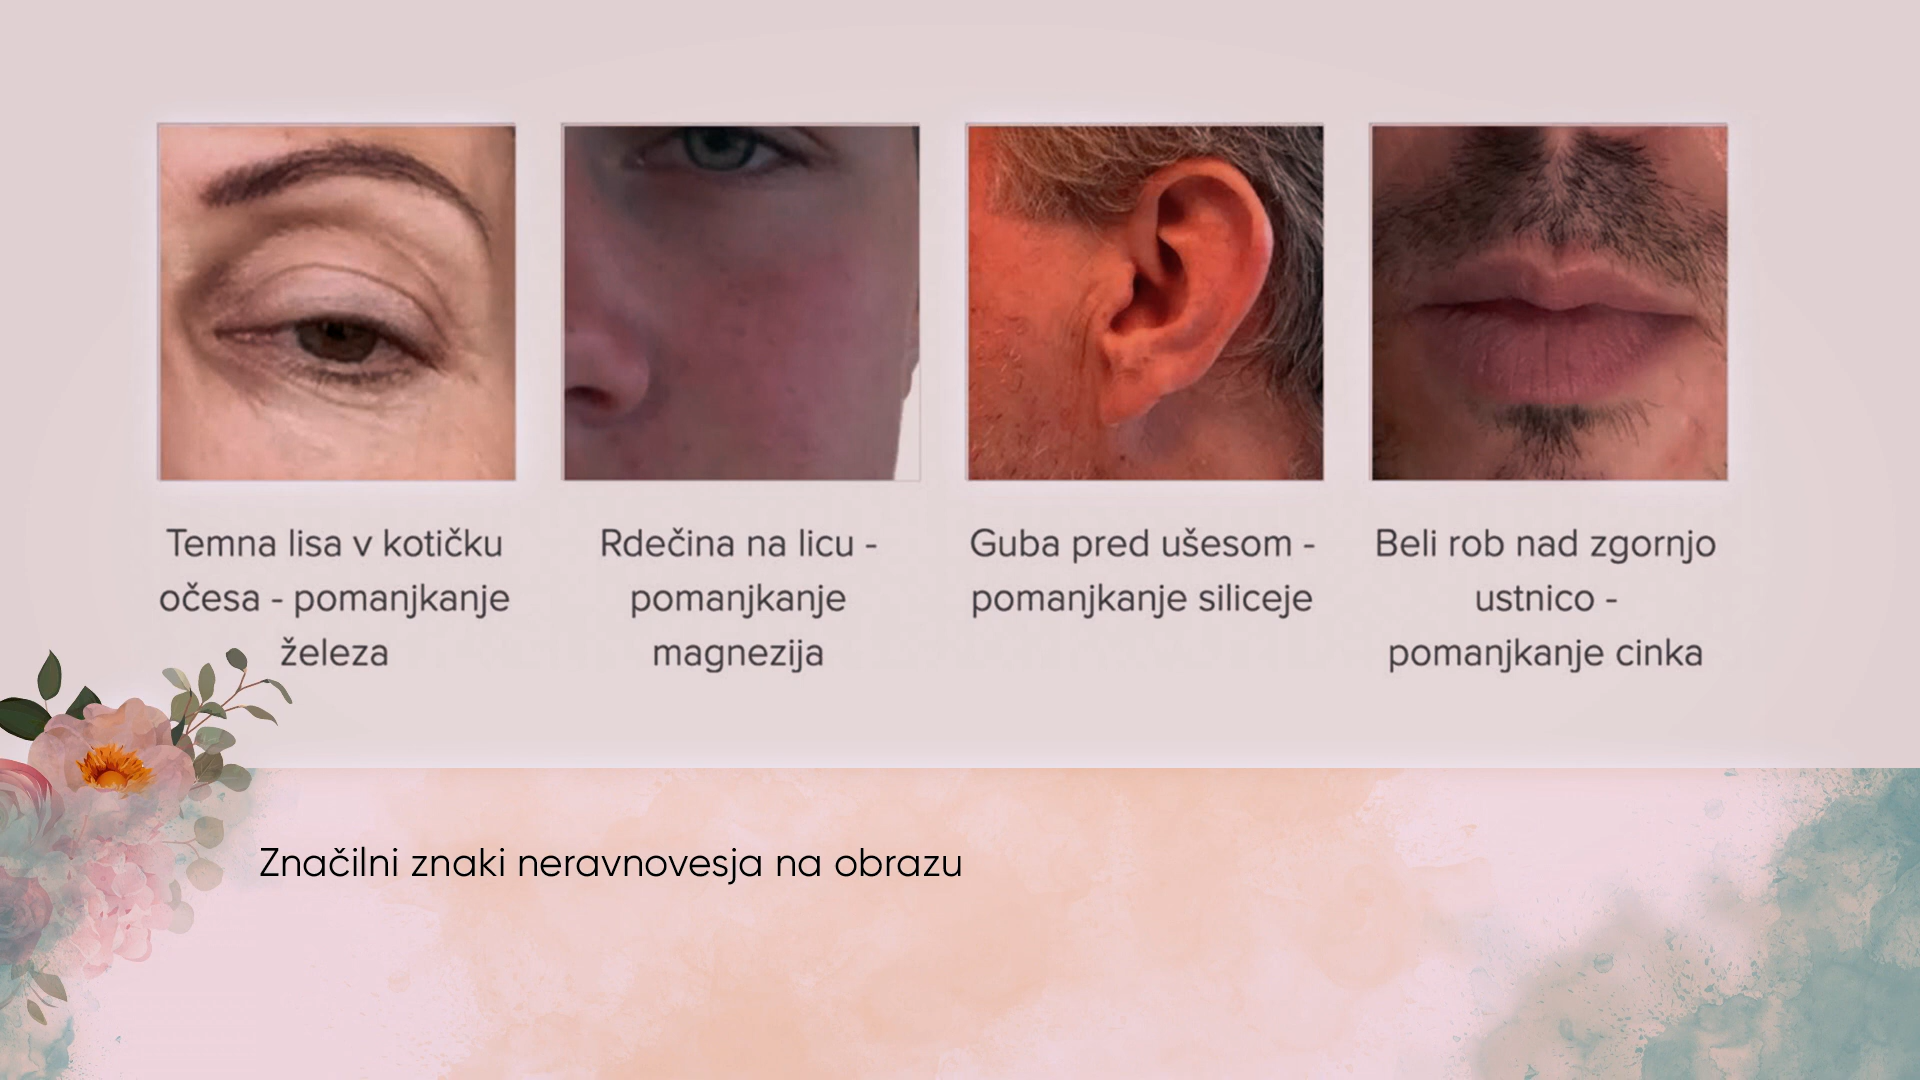 Temna lisa v kotičku
očesa - pomanjkanje
železa
Rdečina na licu -
pomanjkanje
magnezija
Guba pred ušesom -
pomanjkanje siliceje
Beli rob nad zgornjo
ustnico -
pomanjkanje cinka
Značilni znaki neravnovesja na obrazu